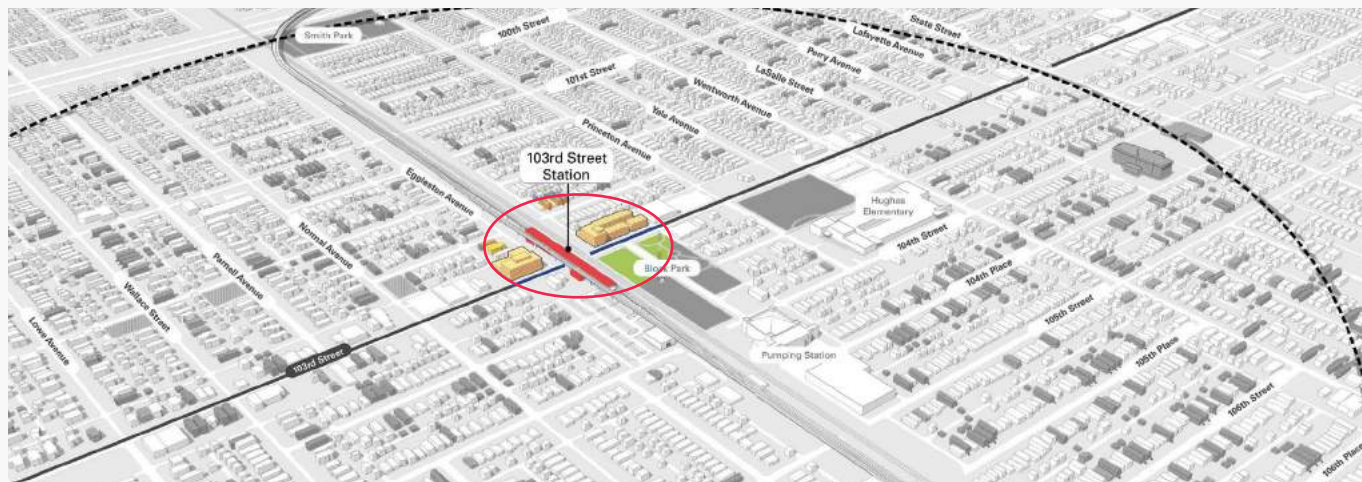 State Street
Lafayette Avenue
Perry Avenue
LaSalle Street
Wentworth Avenue
Yale Avenue
Princeton Avenue
100th Street
101st Street
Smith Park
103rd Street
Station
Eggleston Avenue
Normal Avenue
Parnell Avenue
Wallace Street
Lowe Avenue
103rd Street
Block Park
Hughes
Elementary
104th Street
104th Place
105th Street
105th Place
106th Street
106th Place
Pumping Station